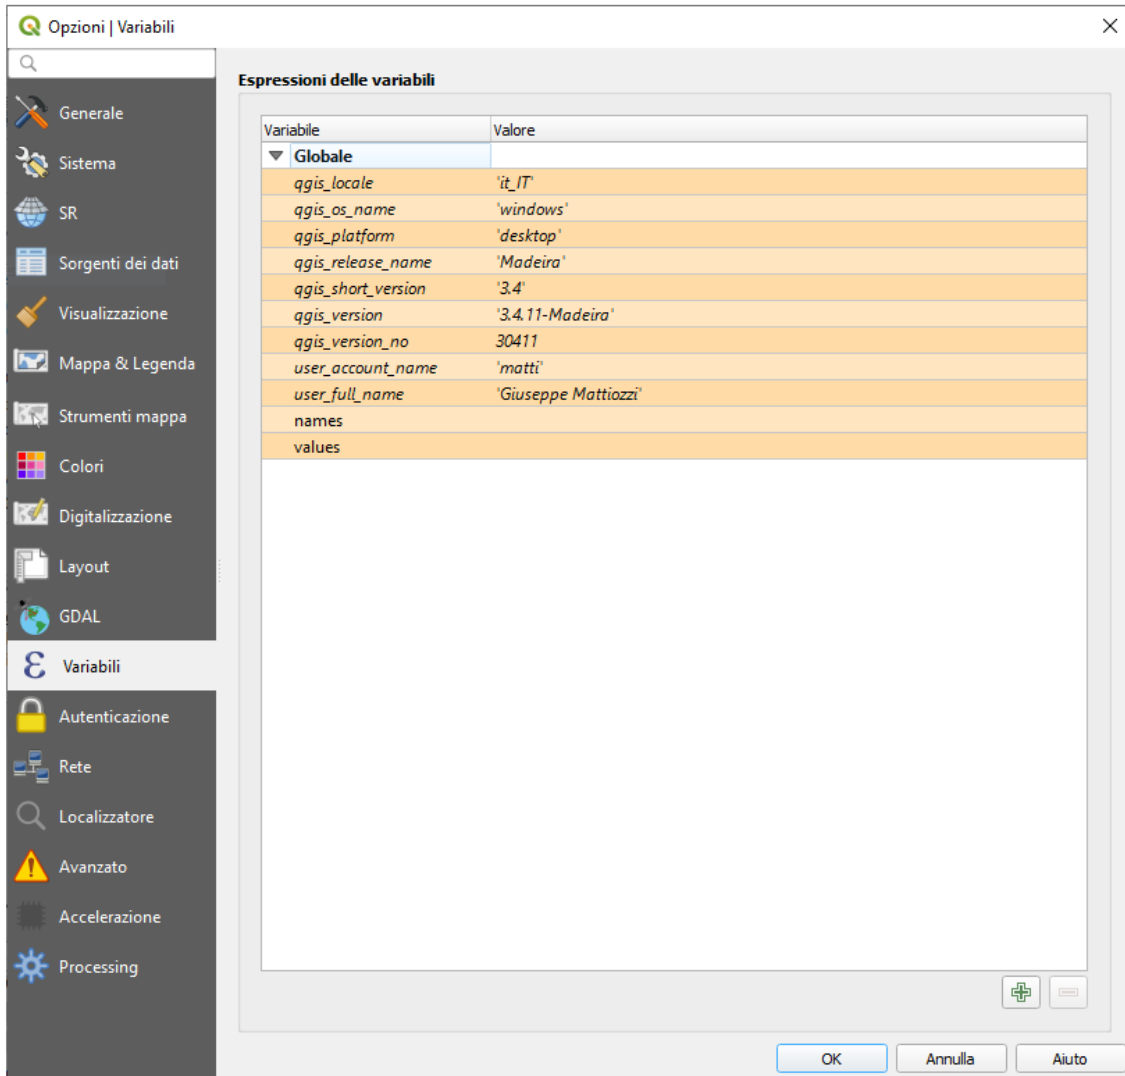 Opzioni | Variabili
Generale
Sistema
SR
Sorgenti dei dati
Visualizzazione
Mappa & Legenda
Strumenti mappa
Colori
Digitalizzazione
Layout
GDAL
Variabili
Autenticazione
Rete
Localizzatore
Avanzato
Accelerazione
Processing
Espressioni delle variabili
Variabile Valore
Globale
qgis_locale 'it_IT'
qgis_os_name 'windows'
qgis_platform 'desktop'
qgis_release_name 'Madeira'
qgis_short_version '3.4'
qgis_version '3.4.11-Madeira'
qgis_version_no 30411
user_account_name 'matti'
user_full_name 'Giuseppe Mattiozzi'
names
values
OK Annulla Aiuto